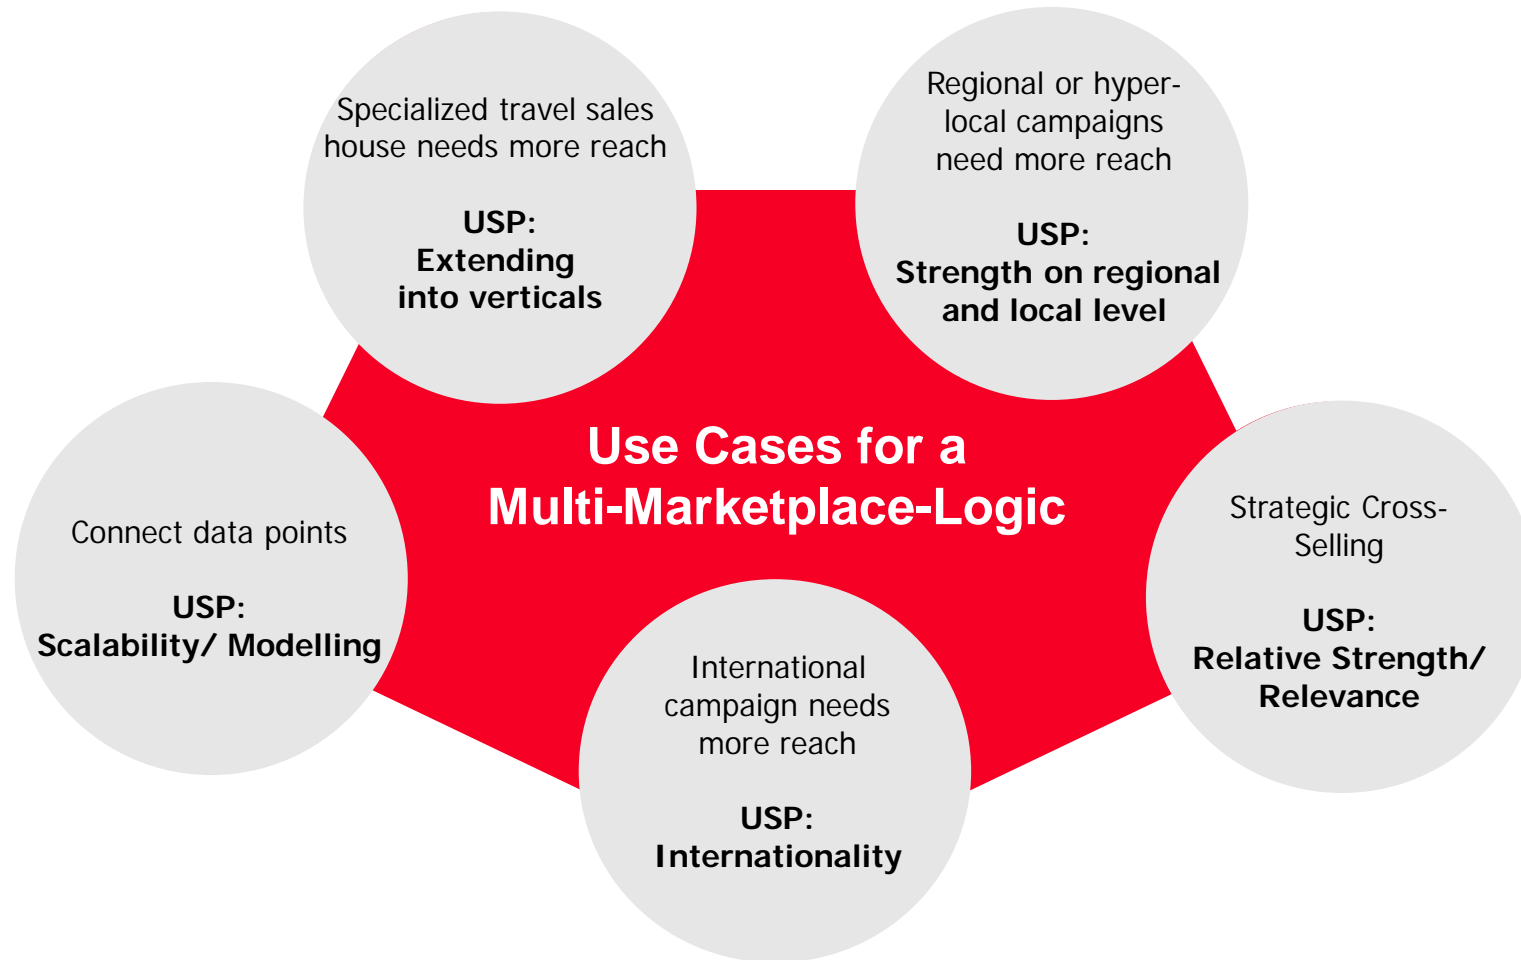 Specialized travel sales
house needs more reach
USP:
Extending
into verticals
Regional or hyper-
local campaigns
need more reach
USP:
Strength on regional
and local level
Use Cases for a
Multi-Marketplace-Logic
Connect data points
USP:
Scalability/ Modelling
International
campaign needs
more reach
USP:
Internationality
Strategic Cross-
Selling
USP:
Relative Strength/
Relevance